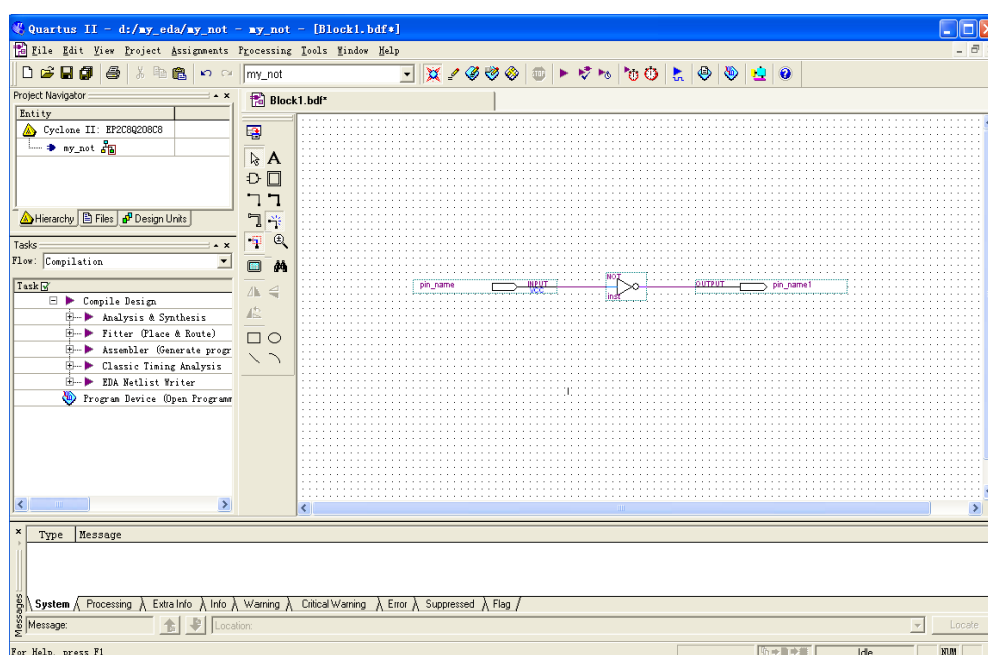 Quartus II - d:/my_eda/my_not - my_not - [Block1.bdf*]
File Edit View Project Assignments Processing Tools Window Help
my_not
Project Navigator
Block1.bdf*
Entity
Cyclone II: EP2C8Q208C8
my_not
Hierarchy Files Design Units
Tasks
Flow: Compilation
Task
Compile Design
Analysis & Synthesis
Fitter (Place & Route)
Assembler (Generate progr
Classic Timing Analysis
EDA Netlist Writer
Program Device (Open Programm
pin_name INPUT VCC NOT inst OUTPUT pin_name1
Type Message
System Processing Extra Info Info Warning Critical Warning Error Suppressed Flag
Messages
Message: Location: Locate
For Help, press F1 Idle NUM